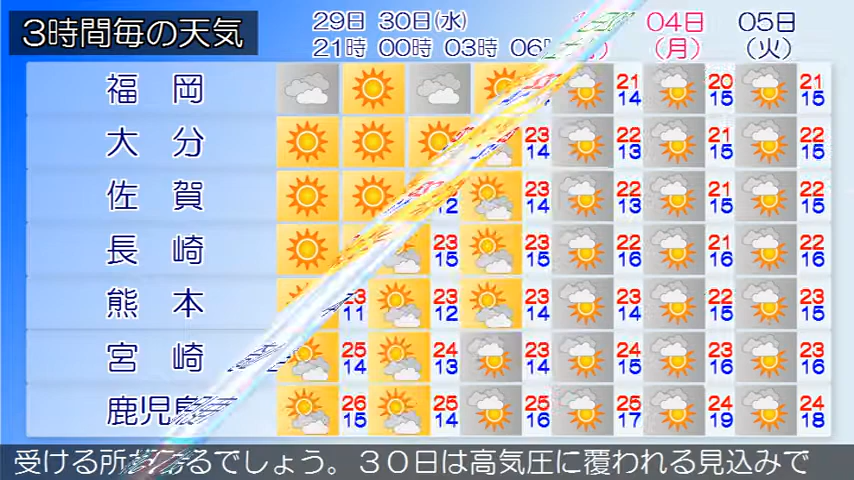 3時間毎の天気
29日 30日(水)
21時 00時 03時 06
04日 05日
(月) (火)
福岡 21 14 20 15 21 15
大分 23 14 22 13 21 15 22 15
佐賀 12 23 14 22 13 21 15 22 15
長崎 23 15 23 15 22 16 21 16 22 16
熊本 23 11 23 12 23 14 23 14 22 15 23 15
宮崎 25 14 24 13 23 14 24 15 23 16 23 16
鹿児島 26 15 25 14 25 16 25 17 24 19 24 18
受ける所があるでしょう。30日は高気圧に覆われる見込みで